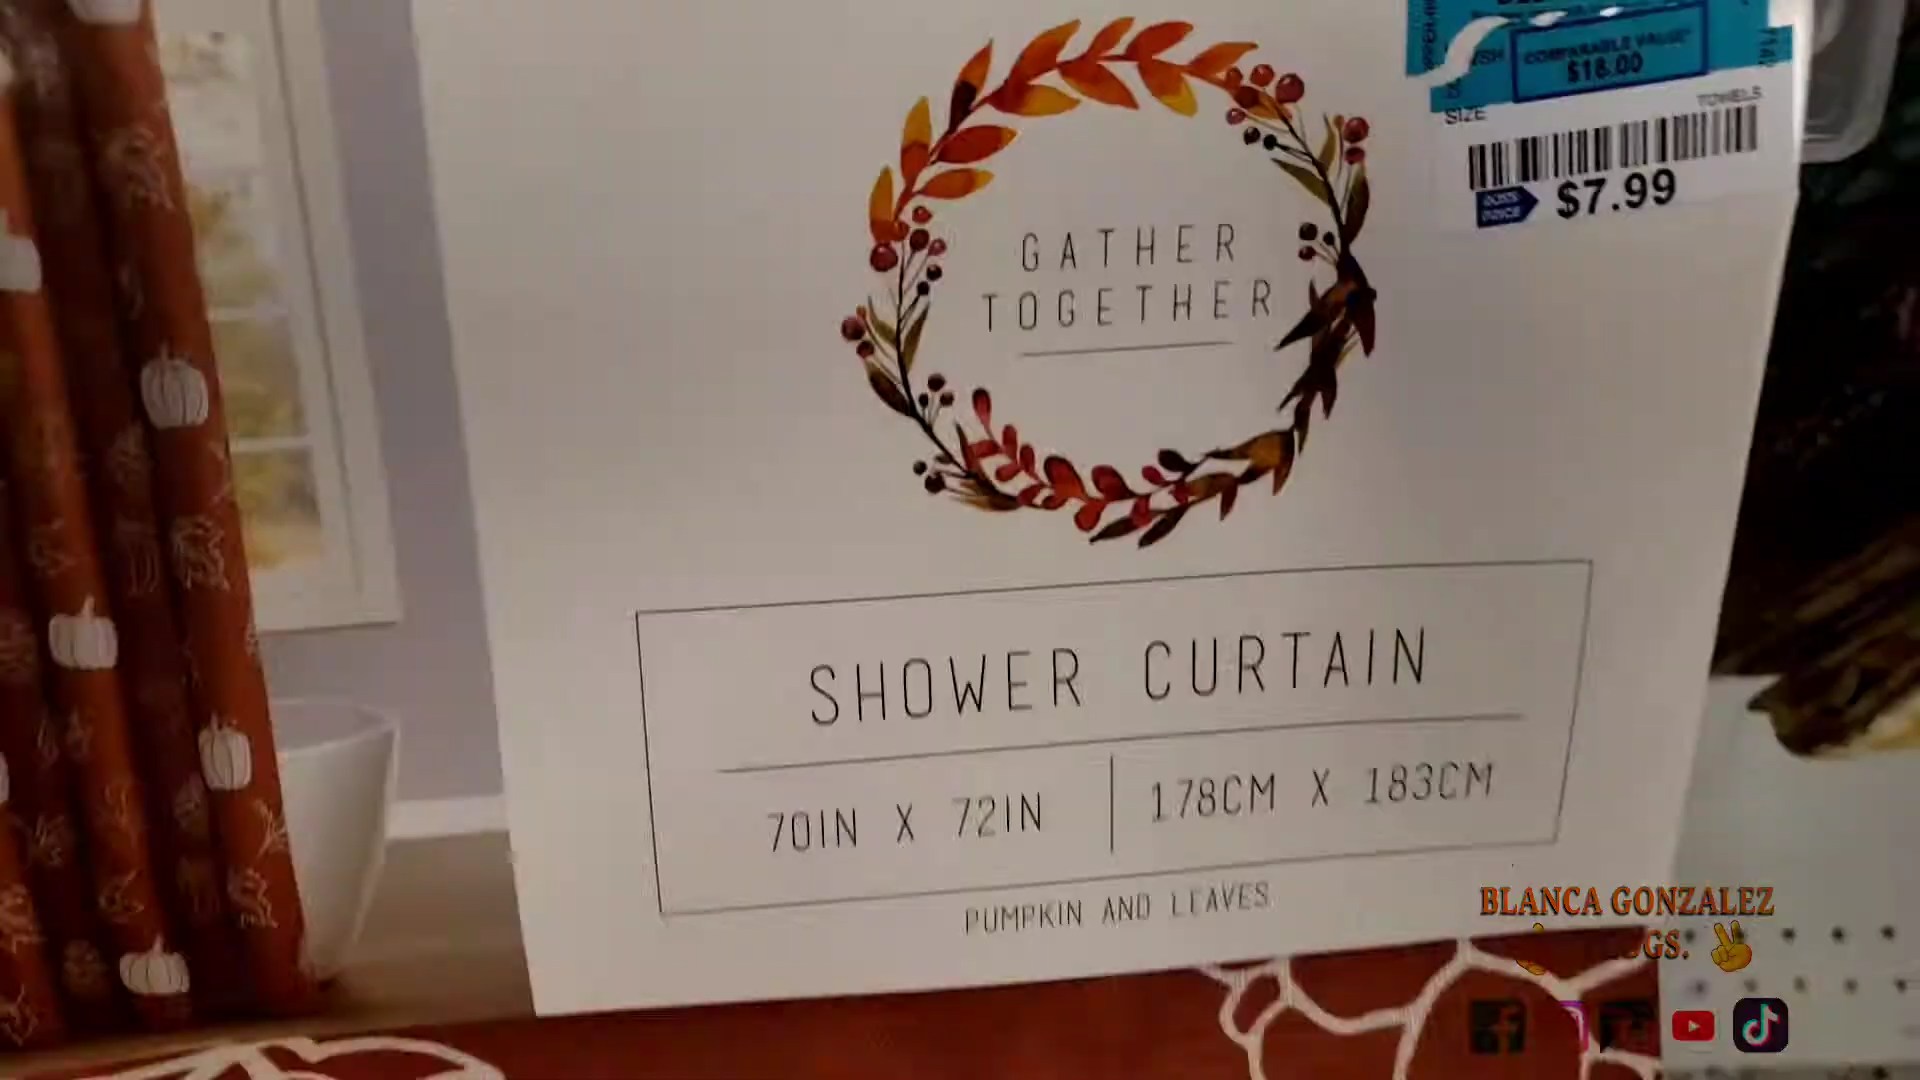 COMPARABLE VALUE*
$16.00
TOWELS
SIZE
$7.99
GATHER
TOGETHER
SHOWER CURTAIN
70IN X 72IN
178CM X 183CM
PUMPKIN AND LEAVES
BLANCA GONZALEZ